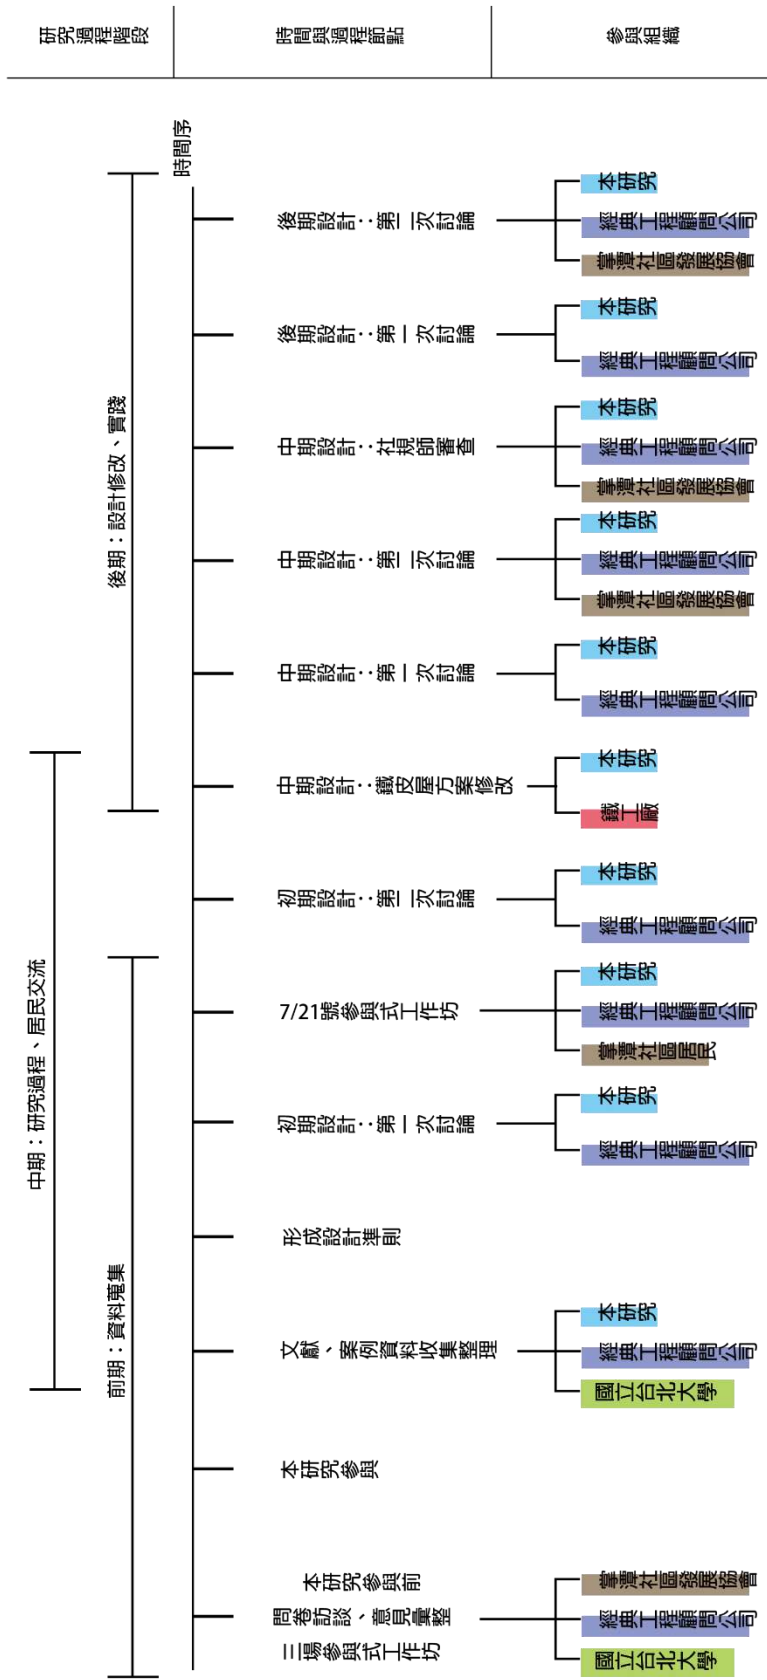 研究過程階段
時間與過程節點
參與組織
時間序
後期：設計修改、實踐
中期：研究過程、居民交流
前期：資料蒐集
後期設計：第二次討論
本研究
經典工程顧問公司
掌潭社區發展協會
後期設計：第一次討論
本研究
經典工程顧問公司
中期設計：社規師審查
本研究
經典工程顧問公司
掌潭社區發展協會
中期設計：第二次討論
本研究
經典工程顧問公司
掌潭社區發展協會
中期設計：第一次討論
本研究
經典工程顧問公司
中期設計：鐵皮屋方案修改
本研究
鐵工廠
初期設計：第二次討論
本研究
經典工程顧問公司
7/21號參與式工作坊
本研究
經典工程顧問公司
掌潭社區居民
初期設計：第一次討論
本研究
經典工程顧問公司
形成設計準則
文獻、案例資料收集整理
本研究
經典工程顧問公司
國立台北大學
本研究參與
本研究參與前
問卷訪談、意見彙整
三場參與式工作坊
掌潭社區發展協會
經典工程顧問公司
國立台北大學